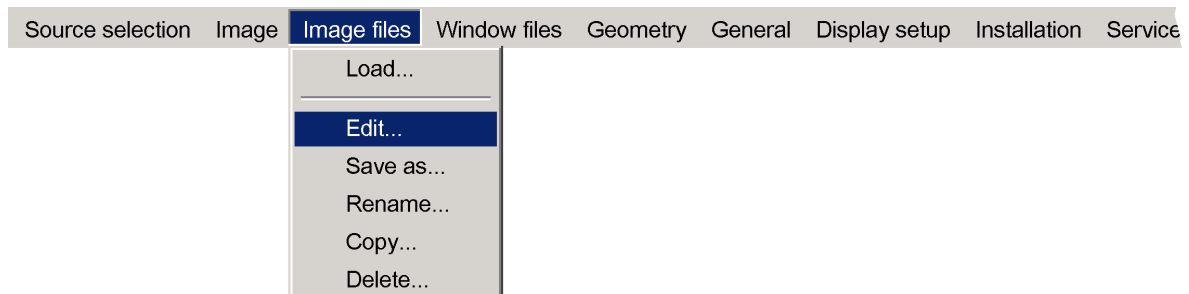 Source selection Image Image files Window files Geometry General Display setup Installation Service
Load...
Edit...
Save as...
Rename...
Copy...
Delete...